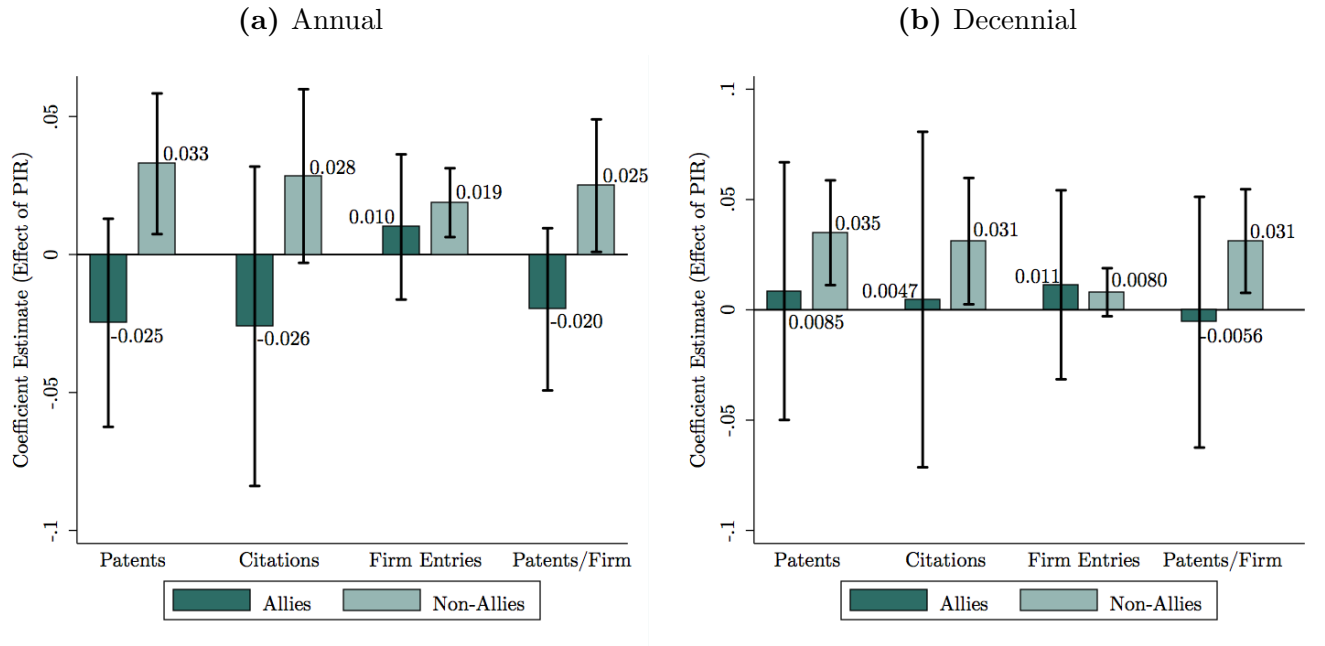 (a) Annual
Coefficient Estimate (Effect of PIR)
.05
0
-.05
-.1
0.033
0.028
0.010
0.019
0.025
-0.025
-0.026
-0.020
Patents
Citations
Firm Entries
Patents/Firm
Allies
Non-Allies
(b) Decennial
Coefficient Estimate (Effect of PIR)
.1
.05
0
-.05
-.1
0.0085
0.035
0.0047
0.031
0.011
0.0080
-0.0056
0.031
Patents
Citations
Firm Entries
Patents/Firm
Allies
Non-Allies